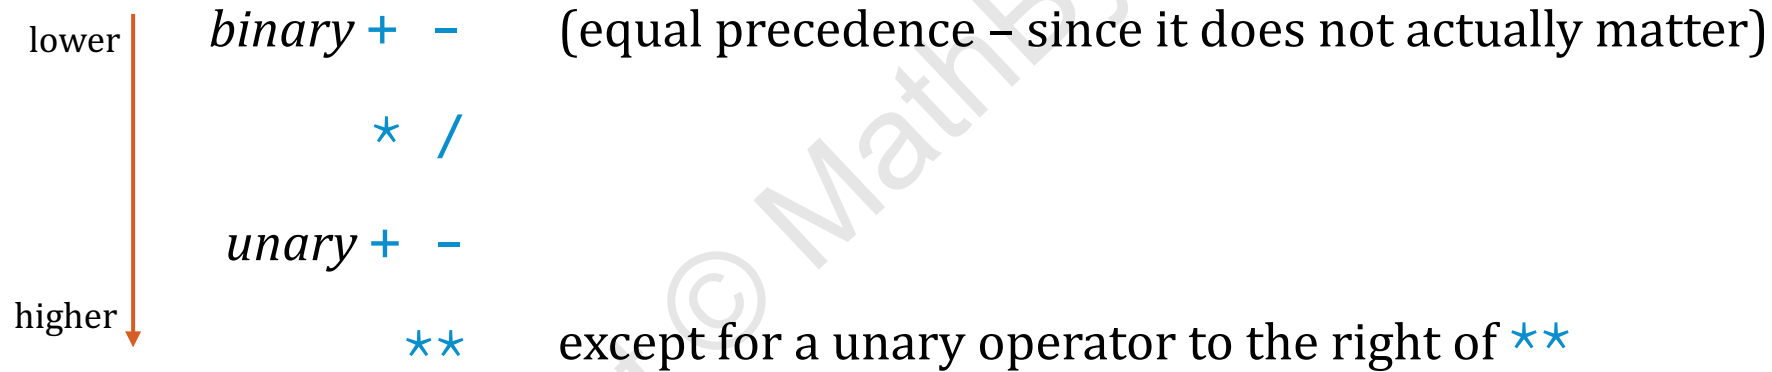 lower binary + - (equal precedence – since it does not actually matter)
* /
unary + -
higher ** except for a unary operator to the right of **
© MathBy